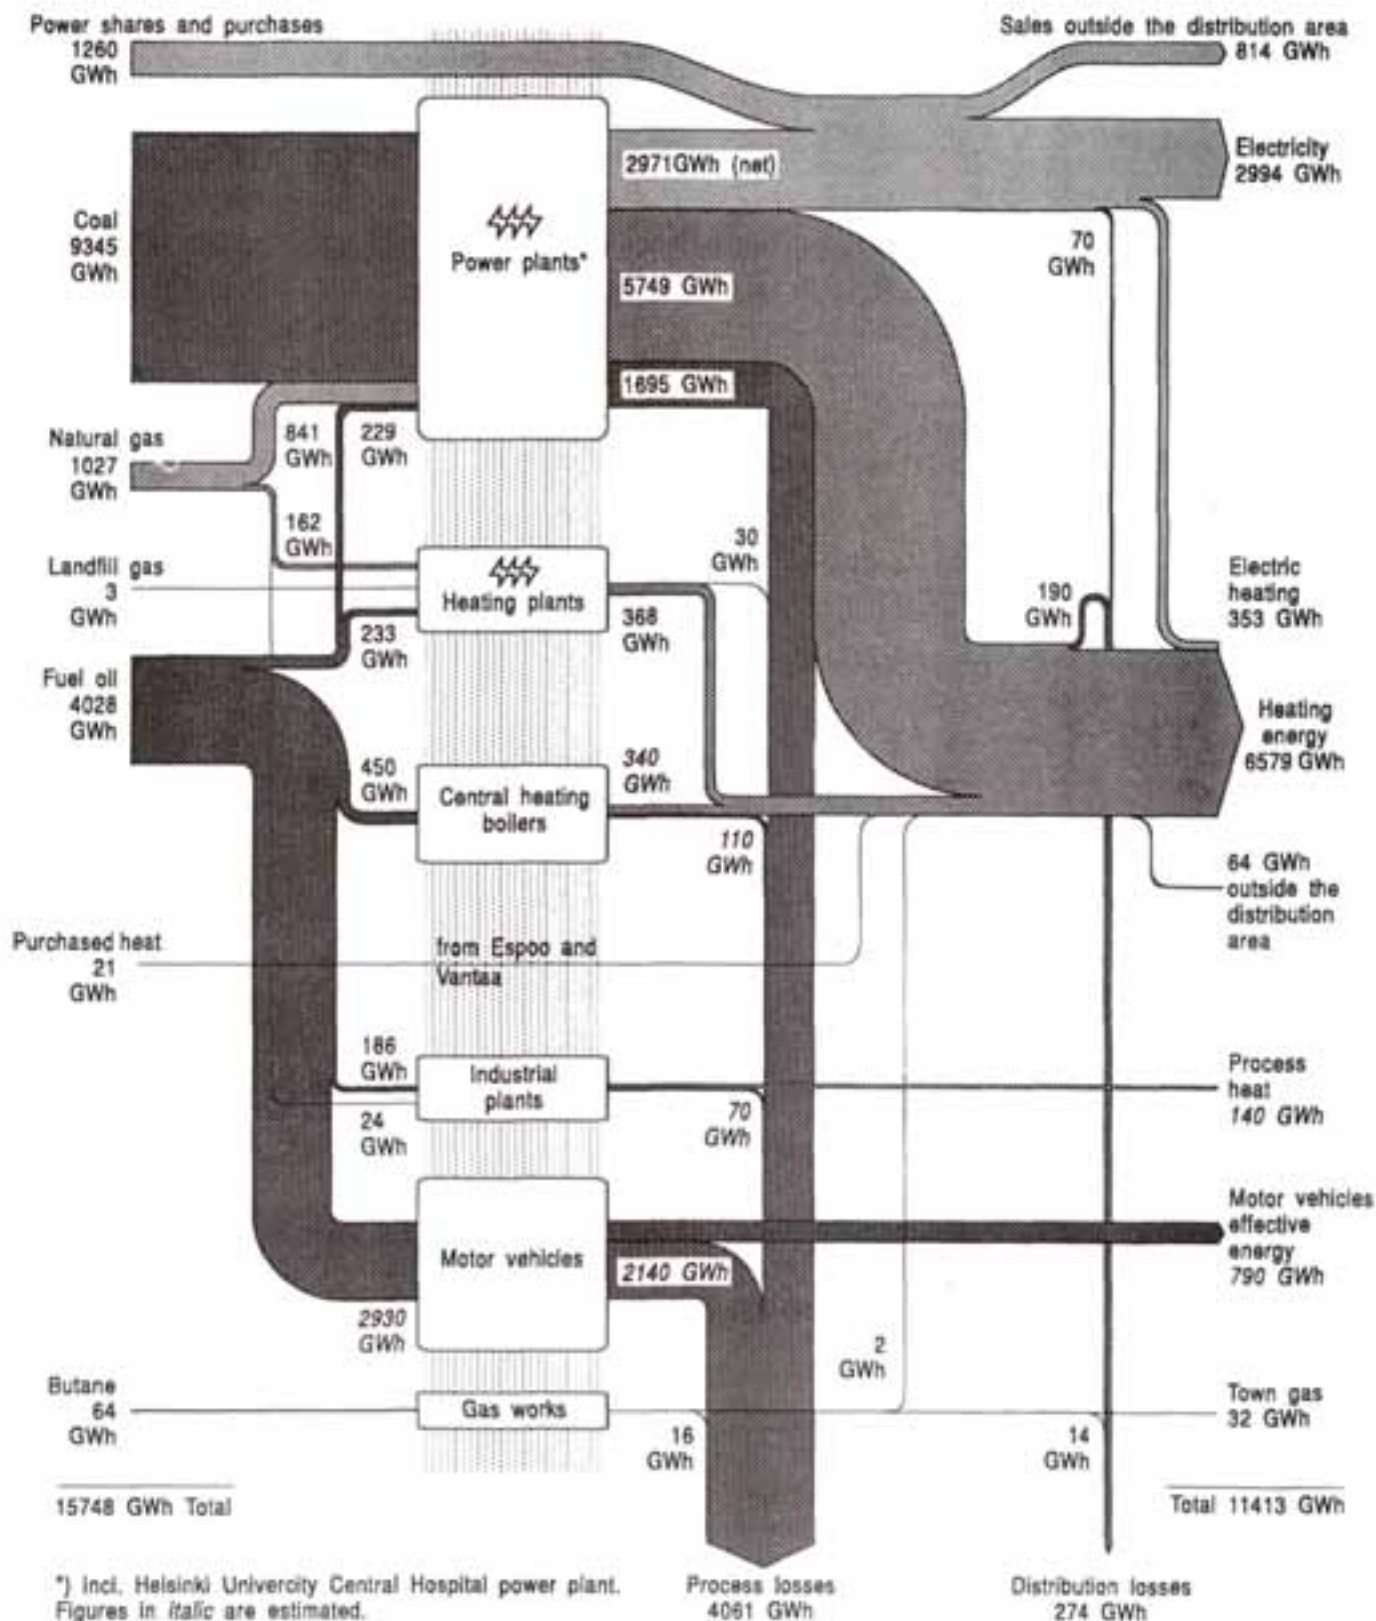 Power shares and purchases
1260
GWh
Sales outside the distribution area
814 GWh
2971GWh (net)
Electricity
2994 GWh
Coal
9345
GWh
Power plants*
70
GWh
5749 GWh
1695 GWh
Natural gas
1027
GWh
841
GWh
229
GWh
162
GWh
30
GWh
Landfill gas
3
GWh
Heating plants
190
GWh
Electric
heating
353 GWh
233
GWh
368
GWh
Fuel oil
4028
GWh
Heating
energy
6579 GWh
450
GWh
340
GWh
Central heating
boilers
110
GWh
64 GWh
outside the
distribution
area
Purchased heat
21
GWh
from Espoo and
Vantaa
186
GWh
Industrial
plants
Process
heat
140 GWh
24
GWh
70
GWh
Motor vehicles
effective
energy
790 GWh
Motor vehicles
2140 GWh
2930
GWh
2
GWh
Butane
64
GWh
Gas works
Town gas
32 GWh
16
GWh
14
GWh
15748 GWh Total
Total 11413 GWh
*) incl. Helsinki Univercity Central Hospital power plant.
Figures in italic are estimated.
Process losses
4061 GWh
Distribution losses
274 GWh